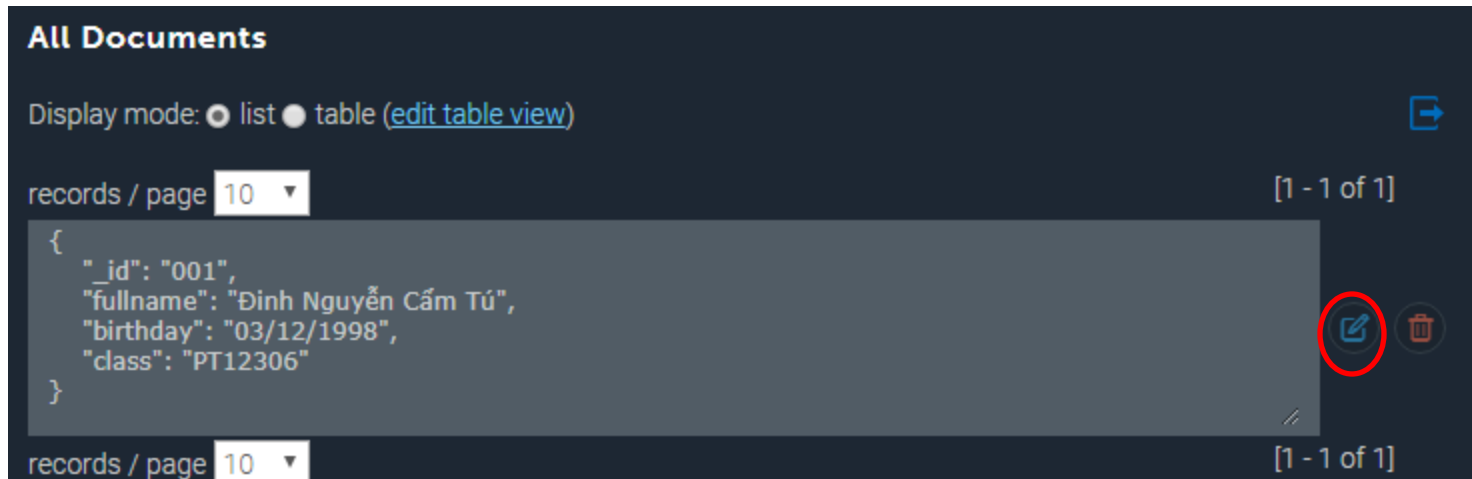 All Documents
Display mode: list table (edit table view)
records / page 10 [1 - 1 of 1]
{
"_id": "001",
"fullname": "Đinh Nguyễn Cẩm Tú",
"birthday": "03/12/1998",
"class": "PT12306"
}
records / page 10 [1 - 1 of 1]